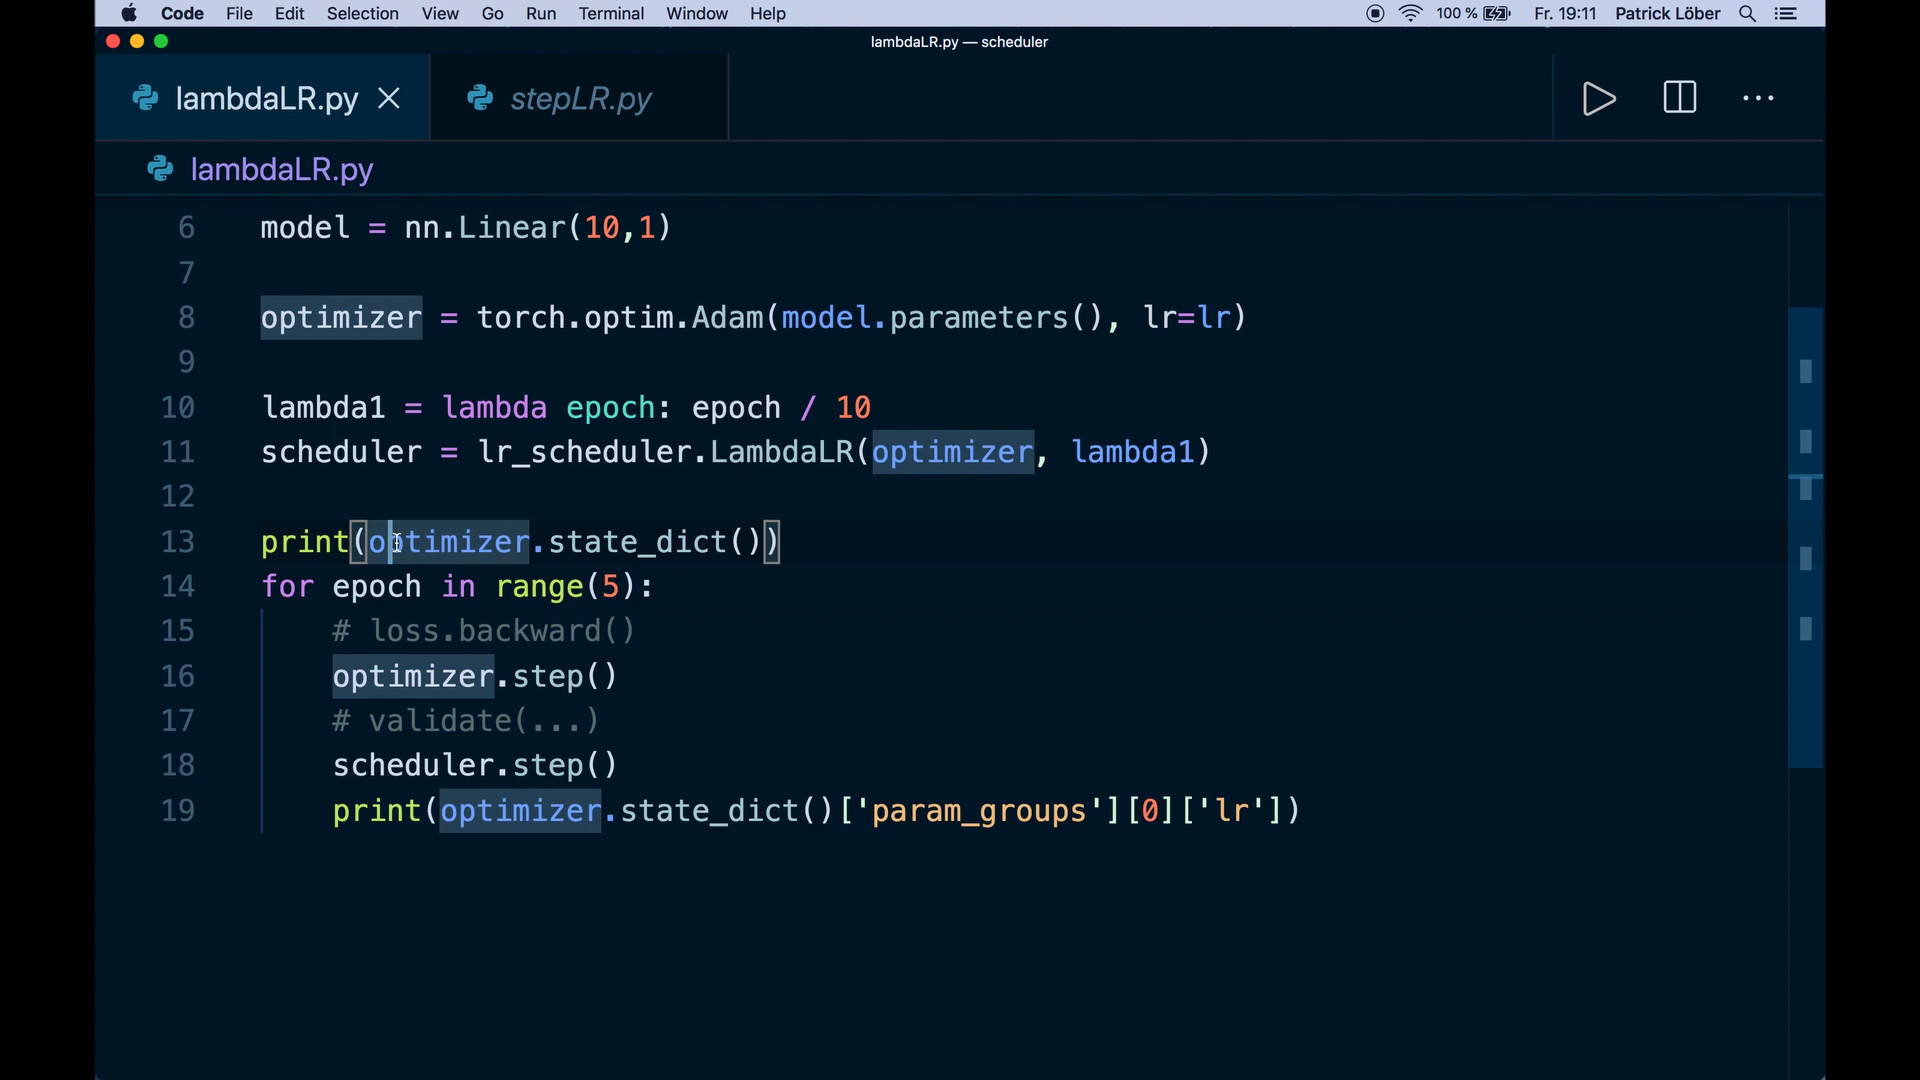 Code File Edit Selection View Go Run Terminal Window Help 100 % Fr. 19:11 Patrick Löber
lambdaLR.py — scheduler
lambdaLR.py stepLR.py
lambdaLR.py
6 model = nn.Linear(10,1)
7
8 optimizer = torch.optim.Adam(model.parameters(), lr=lr)
9
10 lambda1 = lambda epoch: epoch / 10
11 scheduler = lr_scheduler.LambdaLR(optimizer, lambda1)
12
13 print(optimizer.state_dict())
14 for epoch in range(5):
15 # loss.backward()
16 optimizer.step()
17 # validate(...)
18 scheduler.step()
19 print(optimizer.state_dict()['param_groups'][0]['lr'])